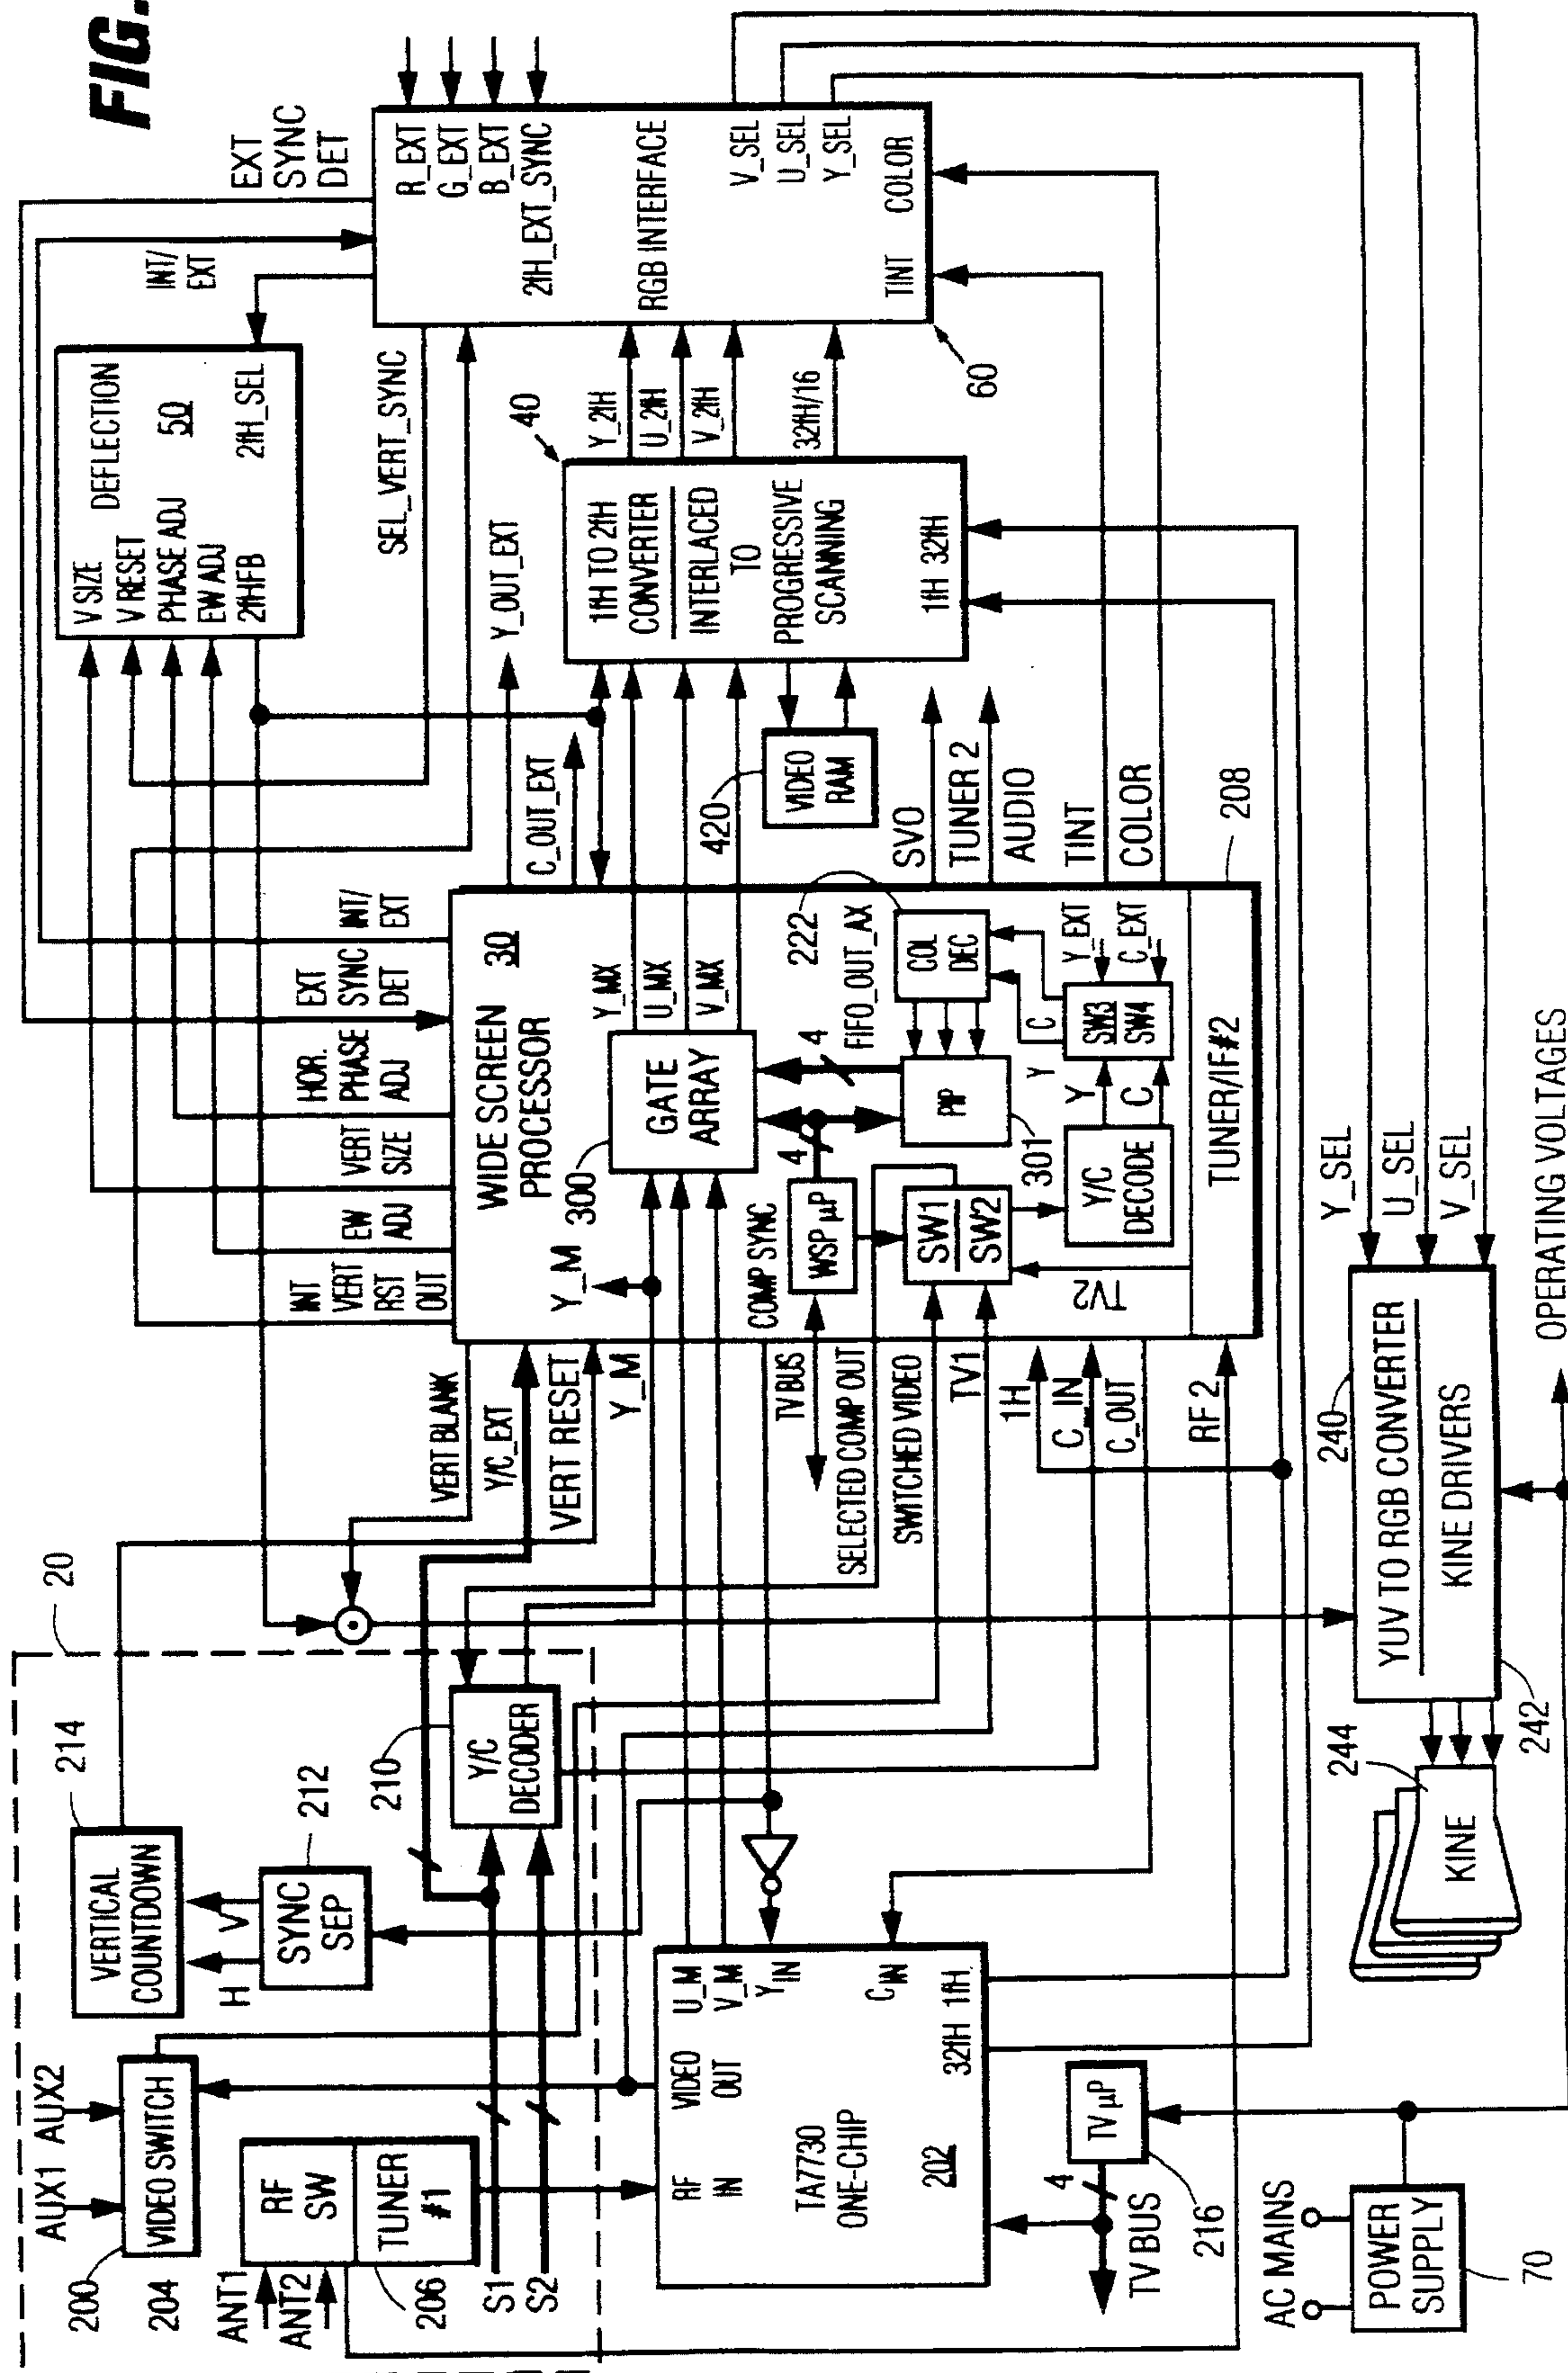 FIG.
20
AUX1
AUX2
200
VIDEO SWITCH
204
ANT1
ANT2
RF
SW
TUNER
#1
206
S1
S2
214
VERTICAL
COUNTDOWN
H
V
212
SYNC
SEP
210
Y/C
DECODER
RF
IN
VIDEO
OUT
U_M
V_M
YIN
CIN
TA7730
ONE-CHIP
202
32fH
1fH
TV µP
4
TV BUS
216
AC MAINS
POWER
SUPPLY
70
INT
VERT
RST
OUT
EW
ADJ
VERT
SIZE
HOR.
PHASE
ADJ
EXT
SYNC
DET
INT/
EXT
VERT BLANK
Y/C_EXT
VERT RESET
Y_M
TV BUS
SELECTED COMP OUT
SWITCHED VIDEO
TV1
1H
C_IN
C_OUT
RF 2
WIDE SCREEN
PROCESSOR
30
Y_M
300
GATE
ARRAY
Y_MX
U_MX
V_MX
COMP SYNC
WSP µP
4
4
FIFO_OUT_AX
PIP
301
COL
DEC
222
SW1
SW2
TV2
Y/C
DECODE
Y
C
Y
C
SW3
SW4
Y_EXT
C_EXT
TUNER/IF#2
208
V SIZE
V RESET
PHASE ADJ
EW ADJ
2fHFB
DEFLECTION
50
2fH_SEL
INT/
EXT
EXT
SYNC
DET
SEL_VERT_SYNC
Y_OUT_EXT
C_OUT_EXT
40
1fH TO 2fH
CONVERTER
INTERLACED
TO
PROGRESSIVE
SCANNING
1fH
32fH
420
VIDEO
RAM
SVO
TUNER 2
AUDIO
TINT
COLOR
Y_2fH
U_2fH
V_2fH
32fH/16
R_EXT
G_EXT
B_EXT
2fH_EXT_SYNC
RGB INTERFACE
V_SEL
U_SEL
Y_SEL
TINT
COLOR
60
Y_SEL
U_SEL
V_SEL
240
YUV TO RGB CONVERTER
KINE DRIVERS
242
244
KINE
OPERATING VOLTAGES